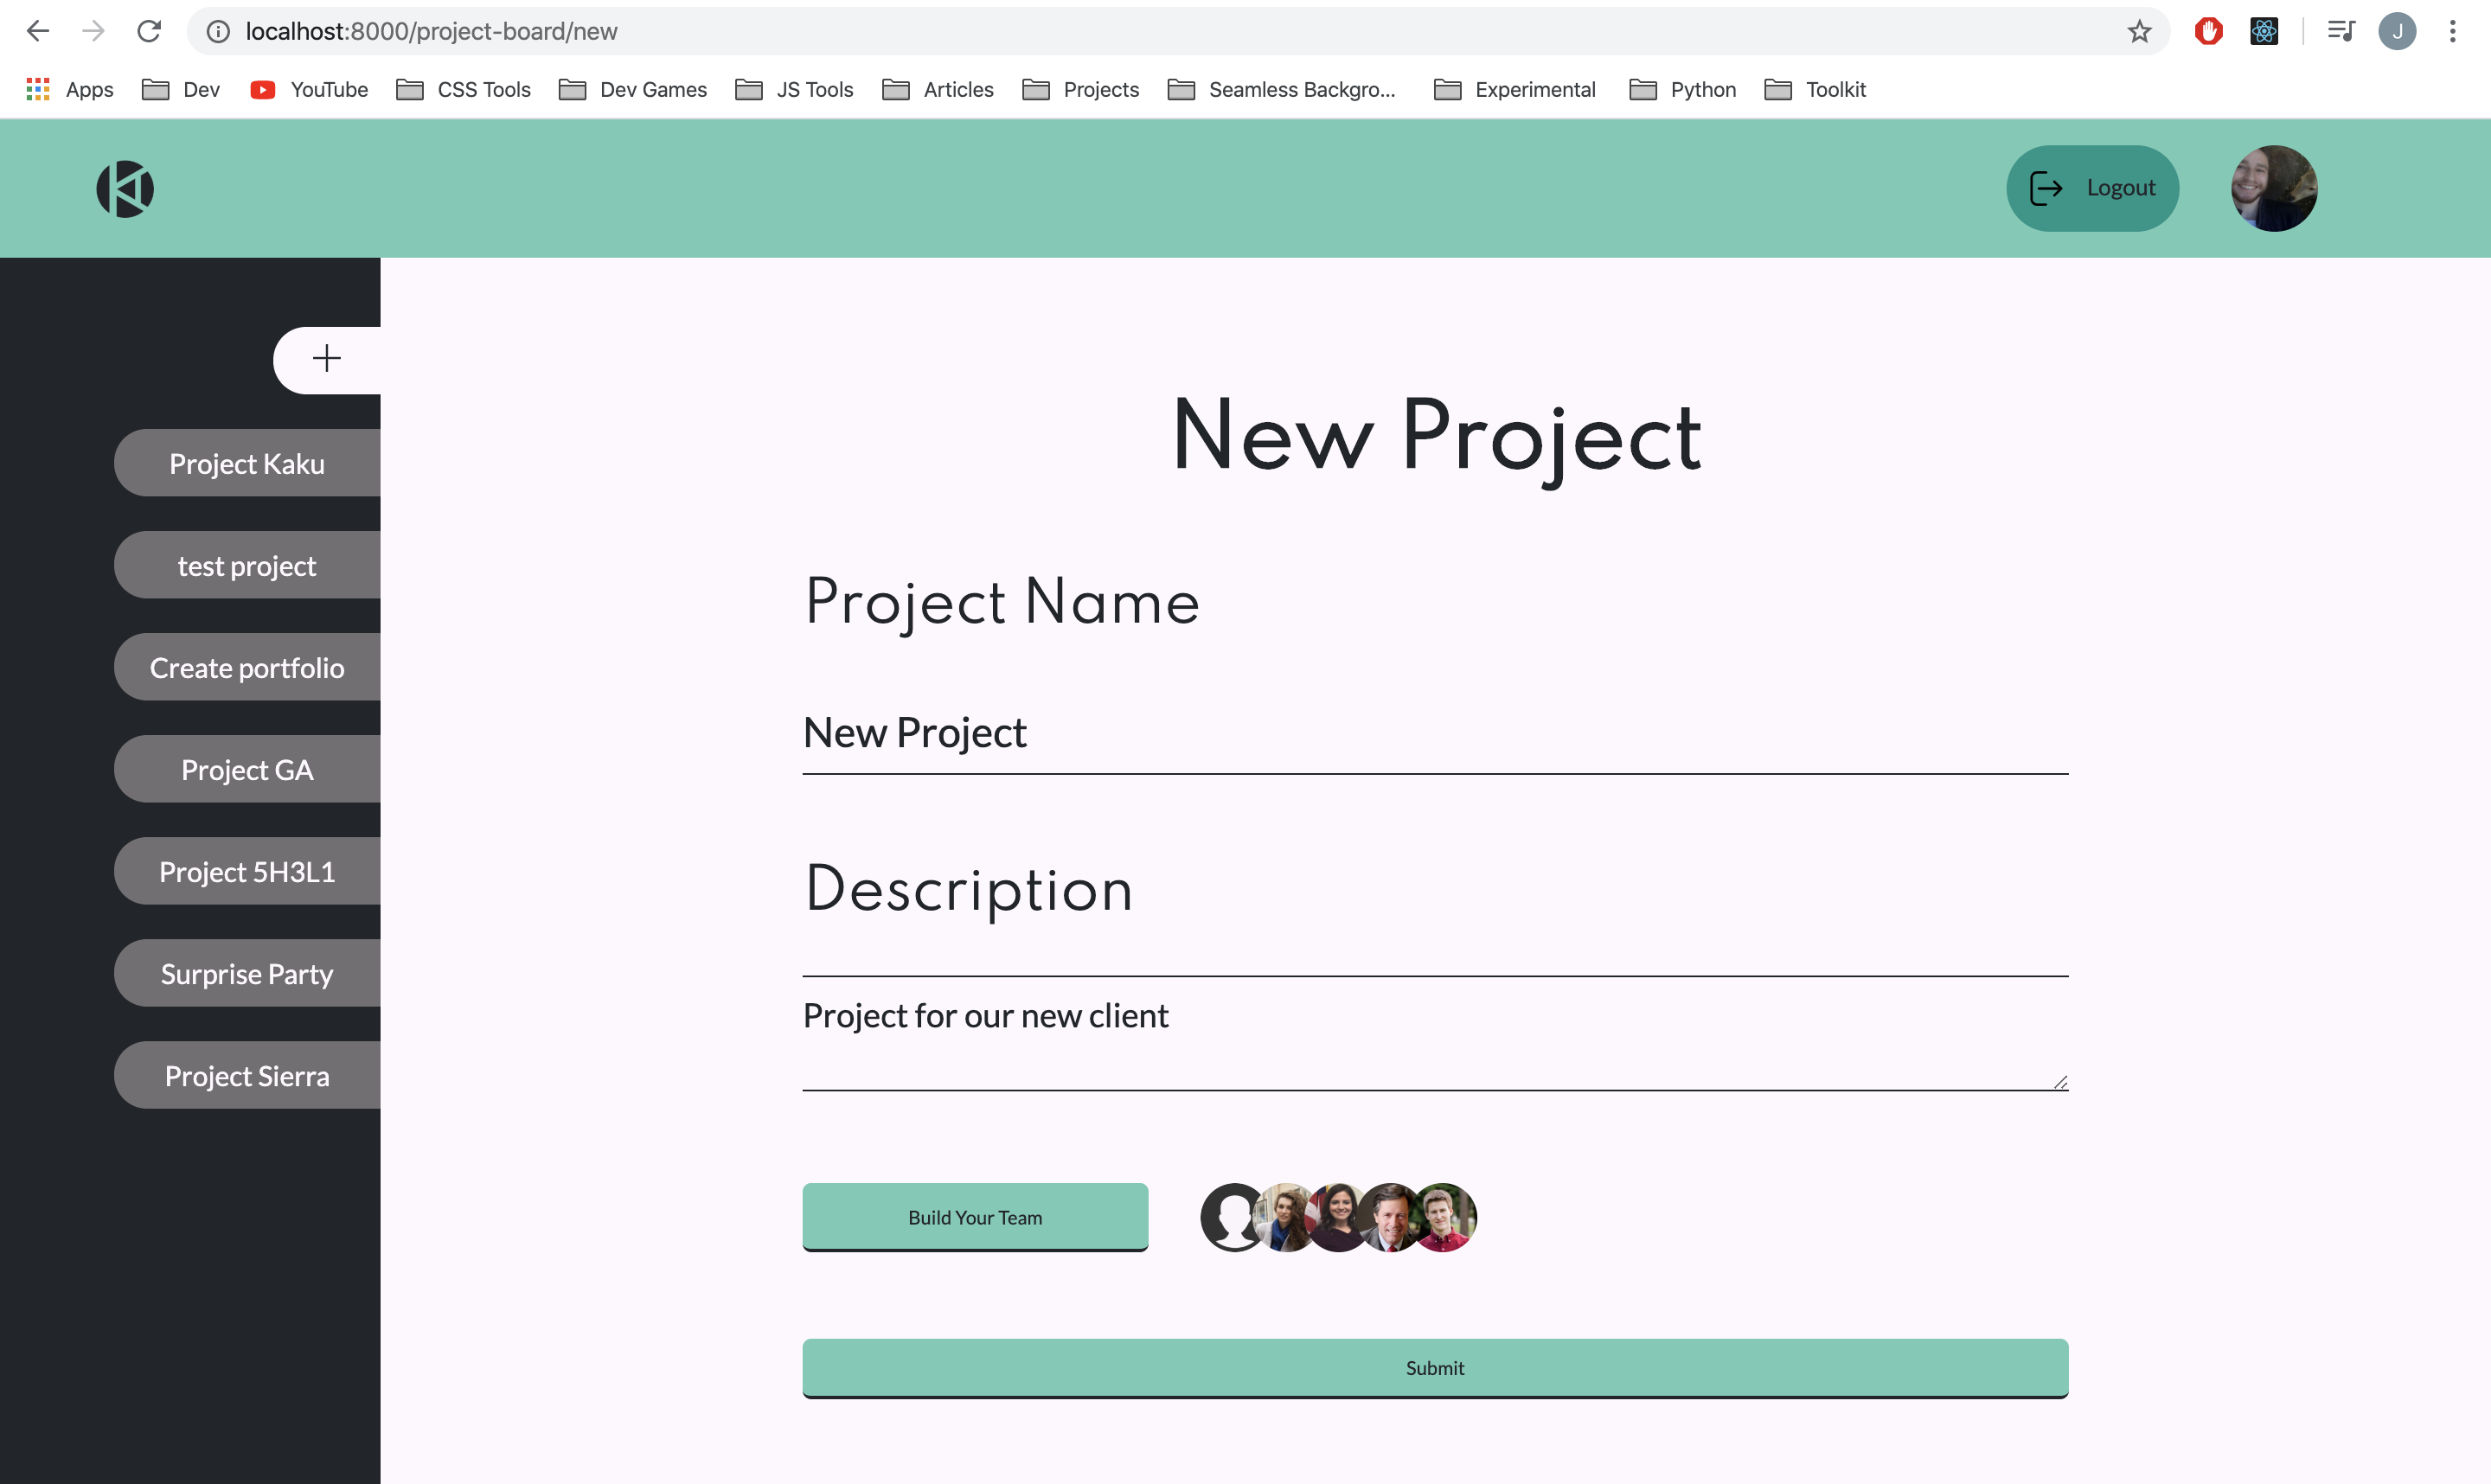 localhost:8000/project-board/new
J
Apps Dev YouTube CSS Tools Dev Games JS Tools Articles Projects Seamless Backgro... Experimental Python Toolkit
Logout
Project Kaku
test project
Create portfolio
Project GA
Project 5H3L1
Surprise Party
Project Sierra
New Project
Project Name
New Project
Description
Project for our new client
Build Your Team
Submit